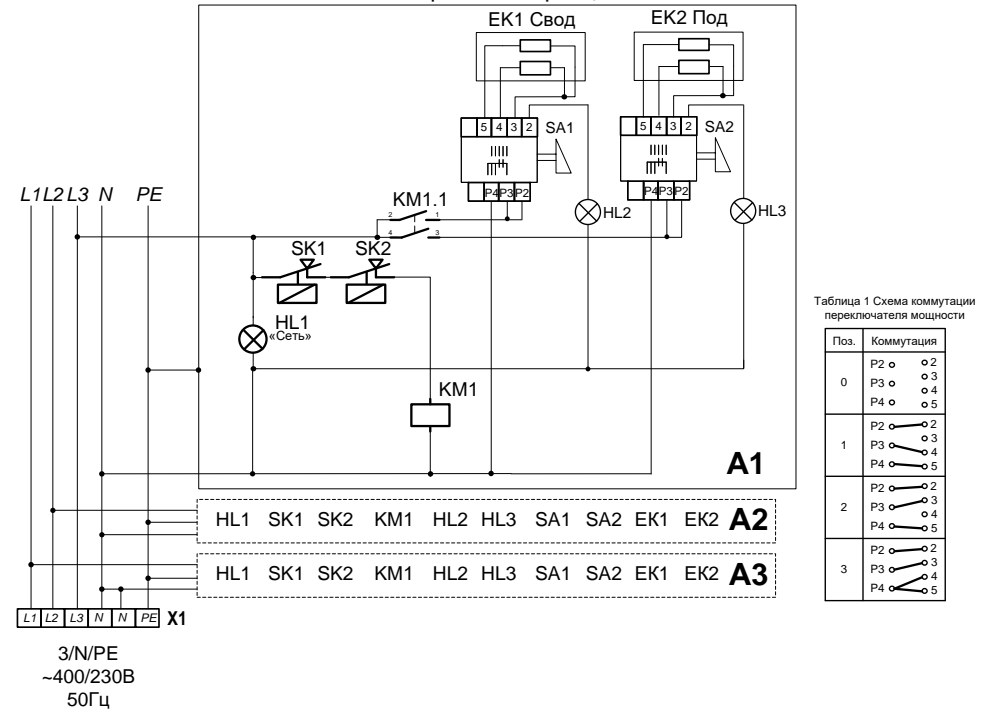 EK1 Свод
EK2 Под
5 4 3 2
SA1
5 4 3 2
SA2
P4 P3 P2
P4 P3 P2
L1 L2 L3 N PE
KM1.1
2 1
4 3
HL2
HL3
SK1
SK2
HL1
«Сеть»
KM1
A1
HL1 SK1 SK2 KM1 HL2 HL3 SA1 SA2 EK1 EK2 A2
HL1 SK1 SK2 KM1 HL2 HL3 SA1 SA2 EK1 EK2 A3
L1 L2 L3 N N PE X1
3/N/PE
~400/230В
50Гц
Таблица 1 Схема коммутации
переключателя мощности
Поз. Коммутация
0
P2 2
P3 3
4
P4 5
1
P2 2
P3 3
4
P4 5
2
P2 2
P3 3
4
P4 5
3
P2 2
P3 3
4
P4 5